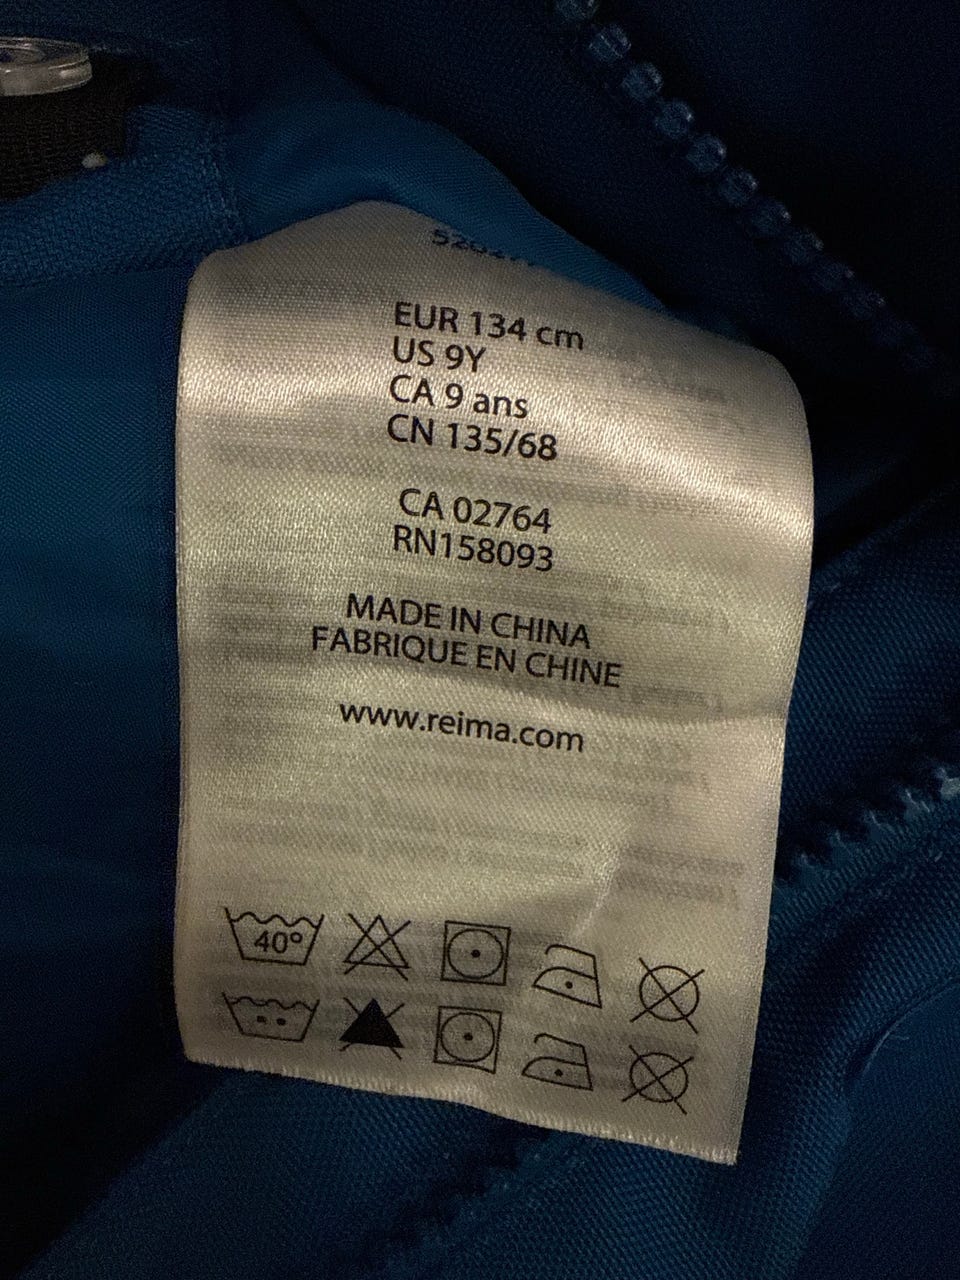 EUR 134 cm
US 9Y
CA 9 ans
CN 135/68
CA 02764
RN158093
MADE IN CHINA
FABRIQUE EN CHINE
www.reima.com
40°